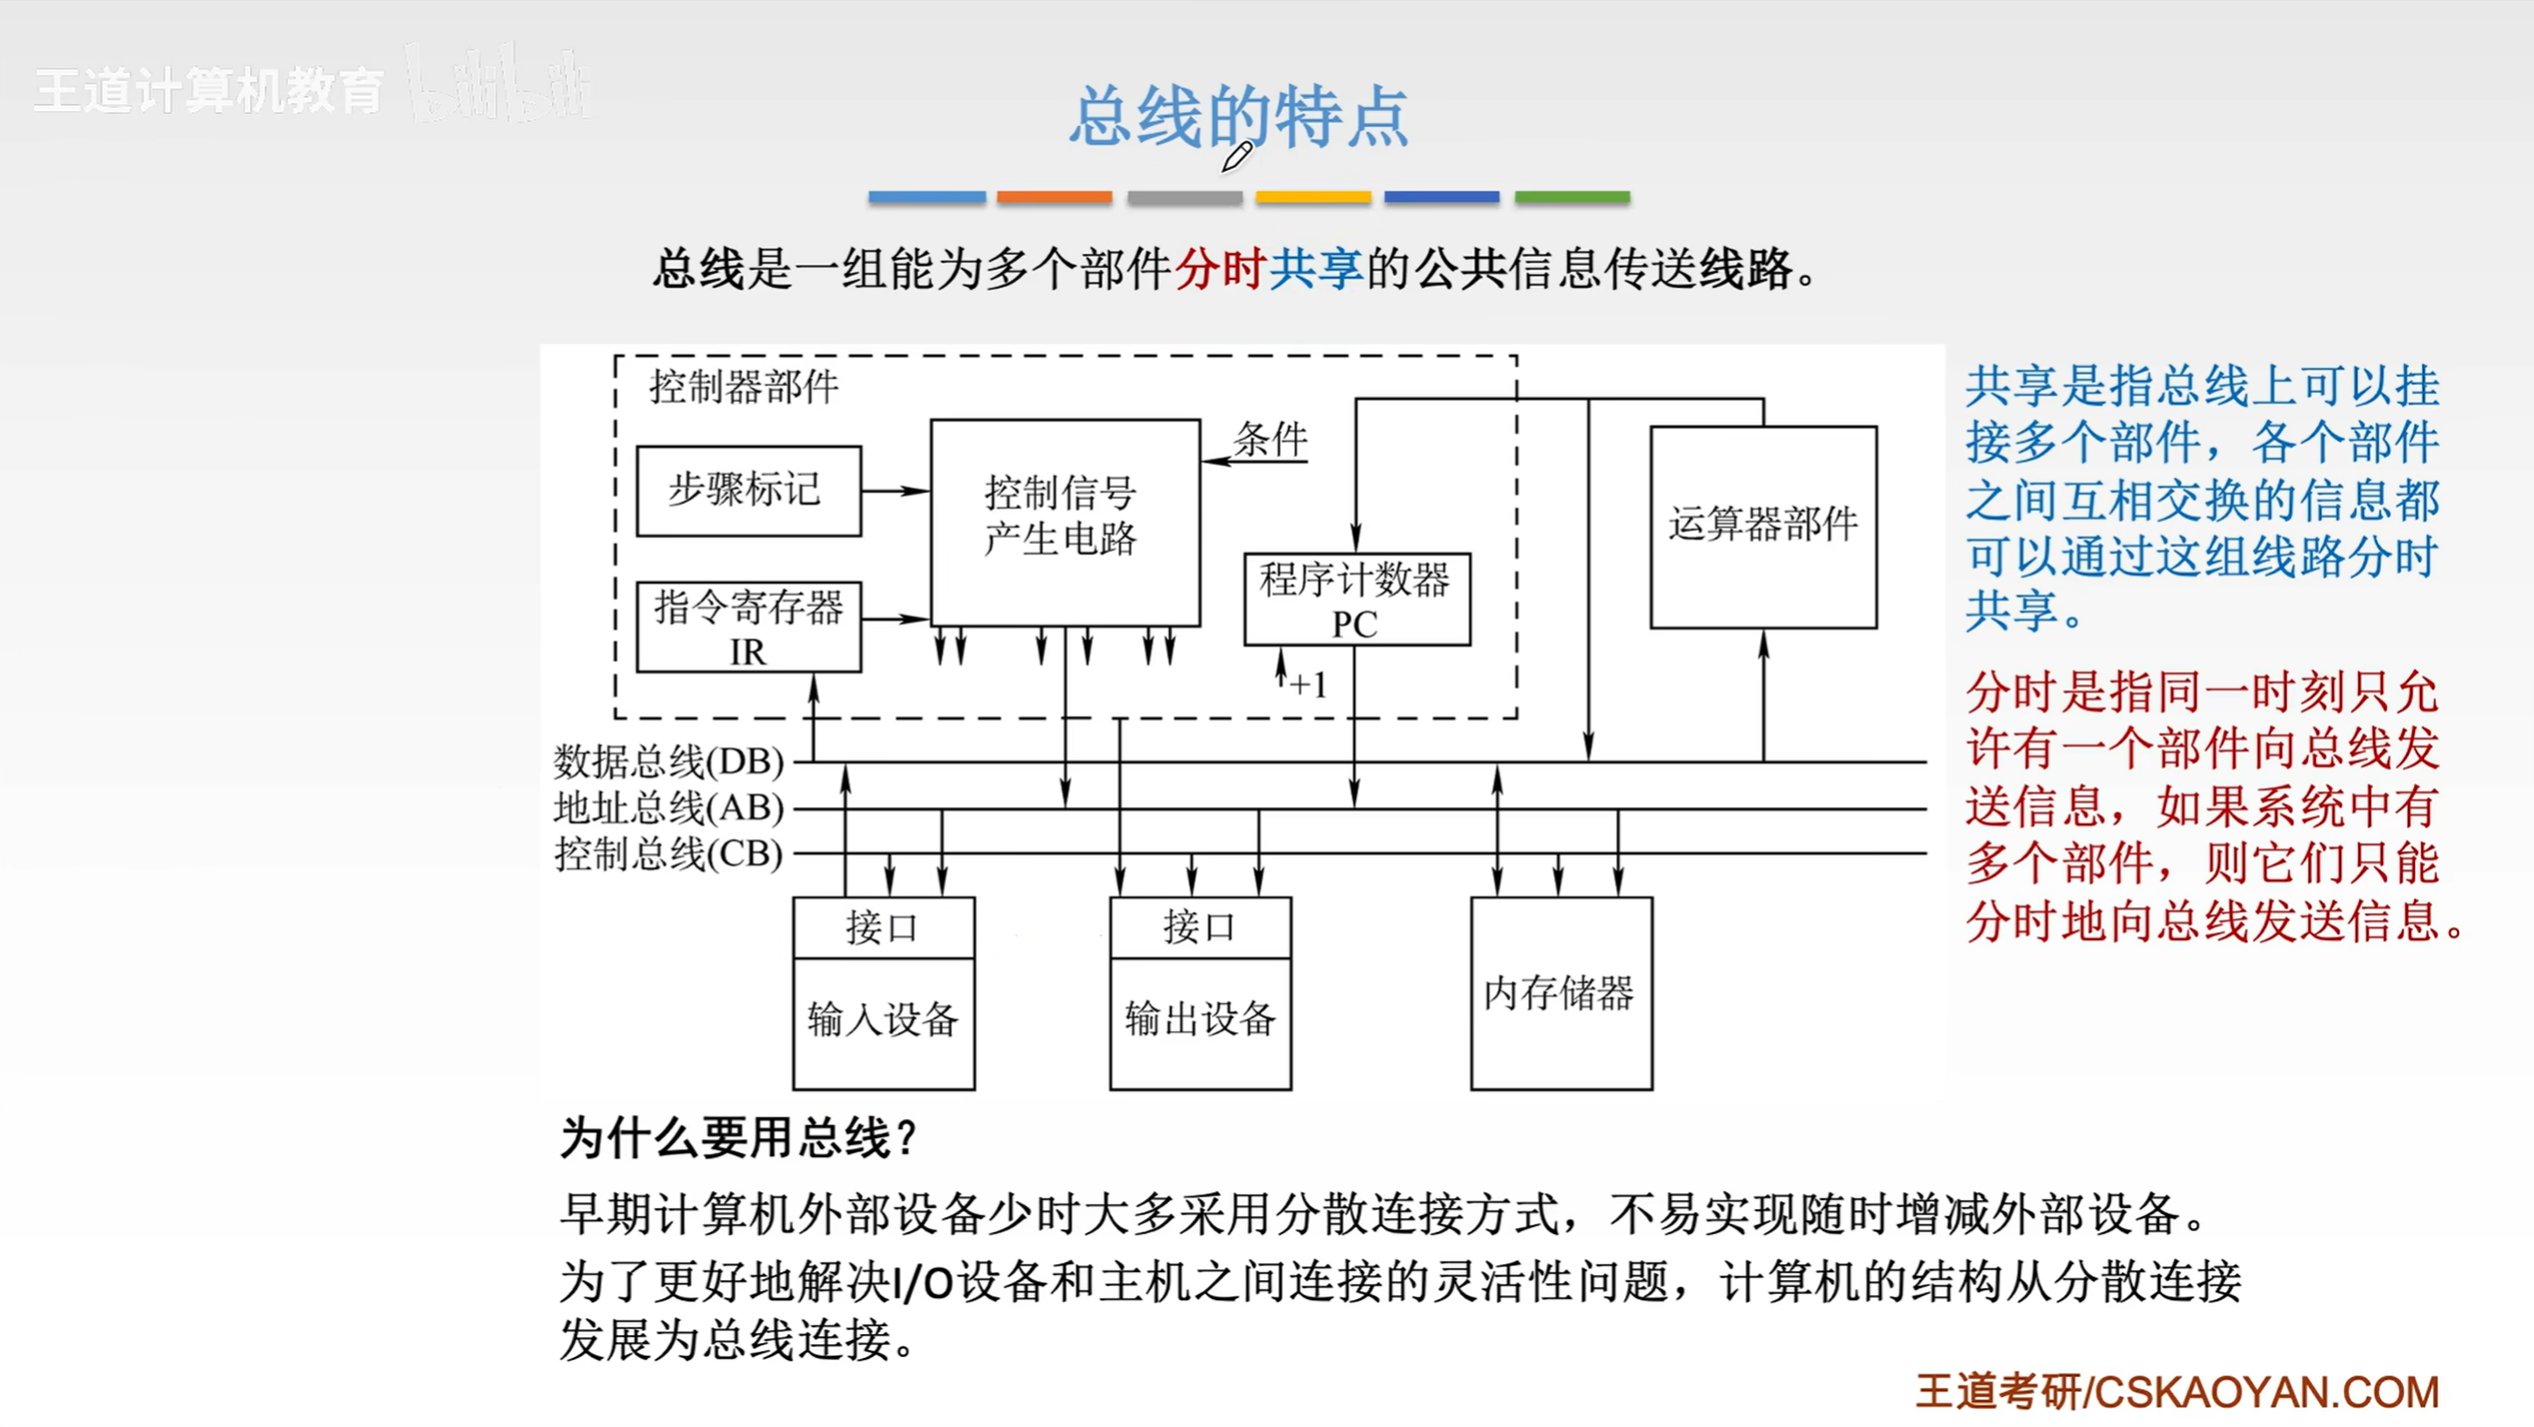 王道计算机教育 bilibili
总线的特点
总线是一组能为多个部件分时共享的公共信息传送线路。
控制器部件
步骤标记
控制信号
产生电路
条件
指令寄存器
IR
程序计数器
PC
+1
运算器部件
数据总线(DB)
地址总线(AB)
控制总线(CB)
接口
输入设备
接口
输出设备
内存储器
共享是指总线上可以挂
接多个部件，各个部件
之间互相交换的信息都
可以通过这组线路分时
共享。
分时是指同一时刻只允
许有一个部件向总线发
送信息，如果系统中有
多个部件，则它们只能
分时地向总线发送信息。
为什么要用总线？
早期计算机外部设备少时大多采用分散连接方式，不易实现随时增减外部设备。
为了更好地解决I/O设备和主机之间连接的灵活性问题，计算机的结构从分散连接
发展为总线连接。
王道考研/CSKAOYAN.COM